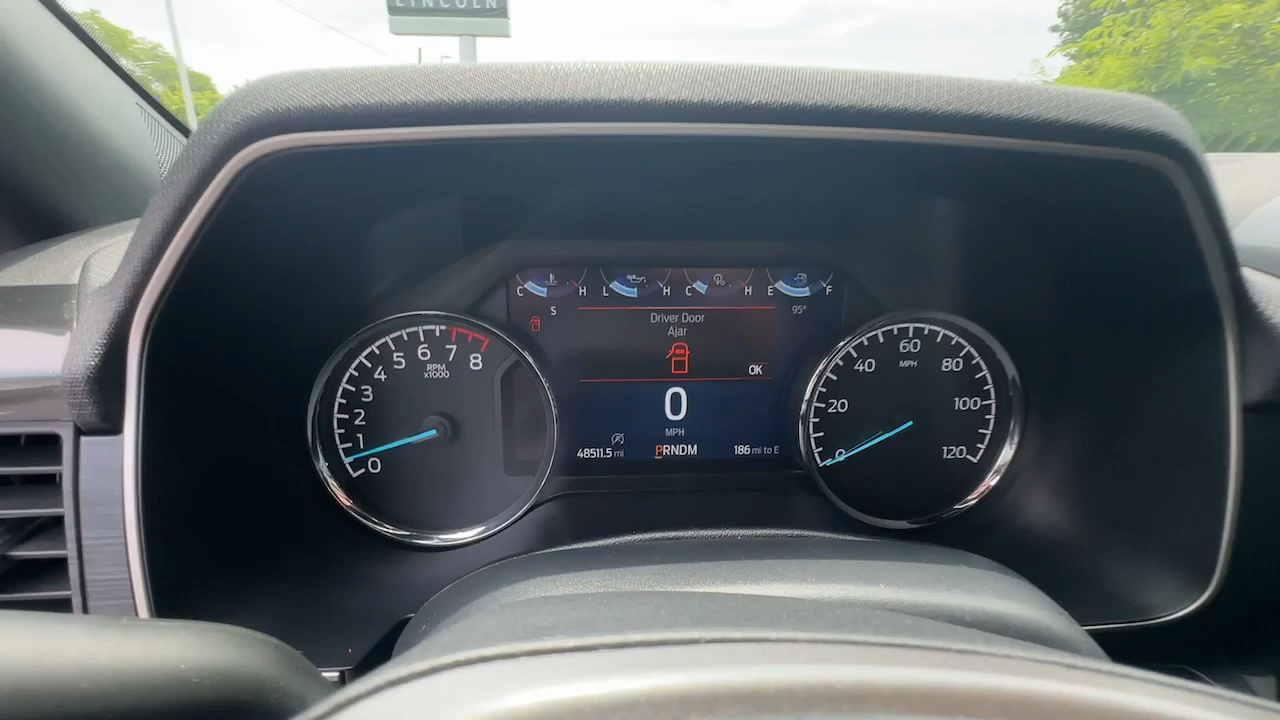 LINCOLN
C H L H C H E F
S
95°
Driver Door
Ajar
OK
0
MPH
48511.5 mi
PRNDM
186 mi to E
0 1 2 3 4 5 6 7 8
RPM
x1000
0 20 40 60 80 100 120
MPH